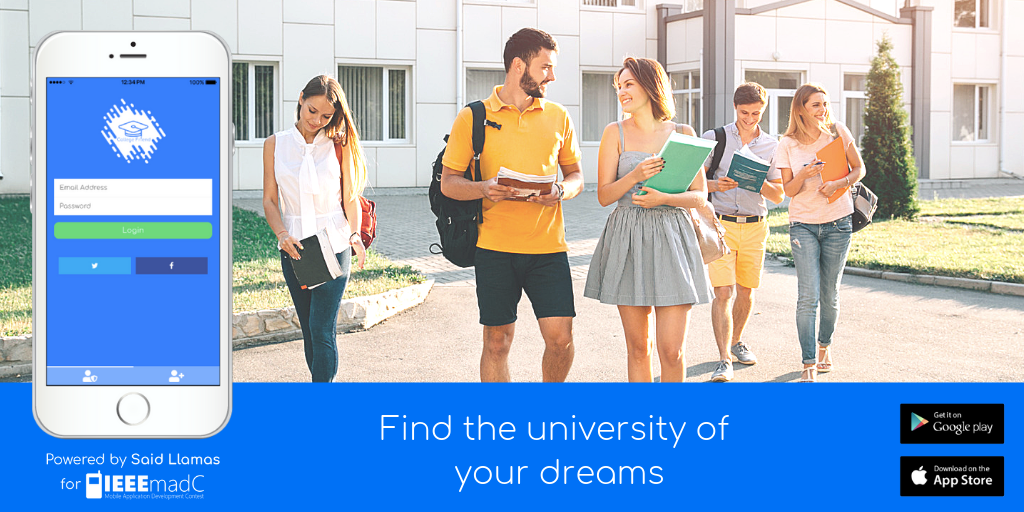 12:34 PM
100%
Email Address
Password
Login
Find the university of
your dreams
Powered by Said Llamas
for IEEEmadC
Mobile Application Development Contest
Get it on
Google play
Download on the
App Store